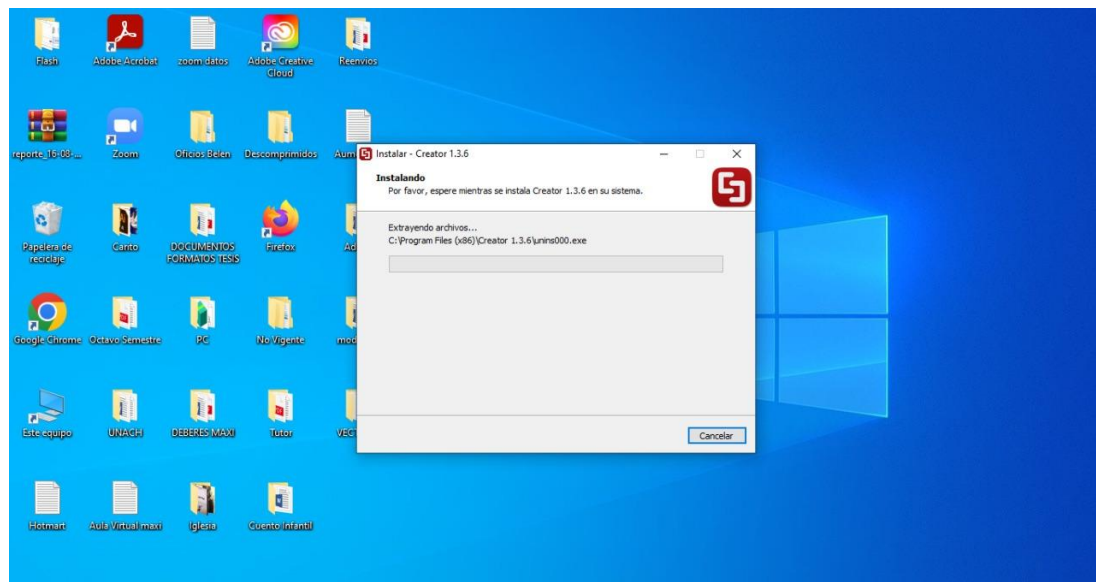 Flash
Adobe Acrobat
zoom datos
Adobe Creative
Cloud
Reenvios
reporte_16-08-...
Zoom
Oficios Belen
Descomprimidos
Papelera de
reciclaje
Canto
DOCUMENTOS
FORMATOS TESIS
Firefox
Google Chrome
Octavo Semestre
PC
No Vigente
Este equipo
UNACH
DEBERES MAXI
Tutor
Hotmart
Aula Virtual maxi
Iglesia
Cuento Infantil
Instalar - Creator 1.3.6
Instalando
Por favor, espere mientras se instala Creator 1.3.6 en su sistema.
Extrayendo archivos...
C:\Program Files (x86)\Creator 1.3.6\unins000.exe
Cancelar